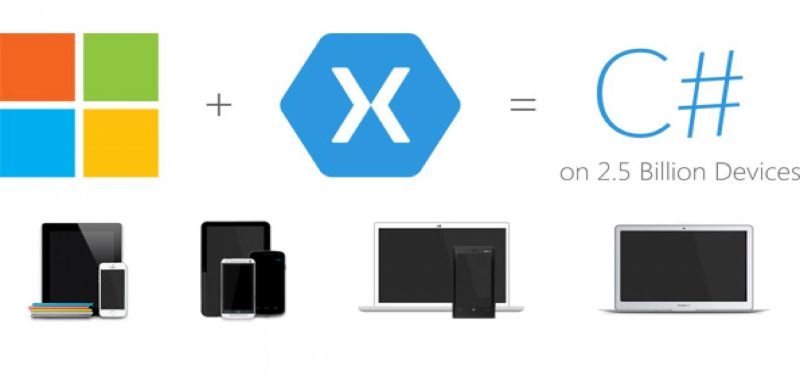 + X = C#
on 2.5 Billion Devices